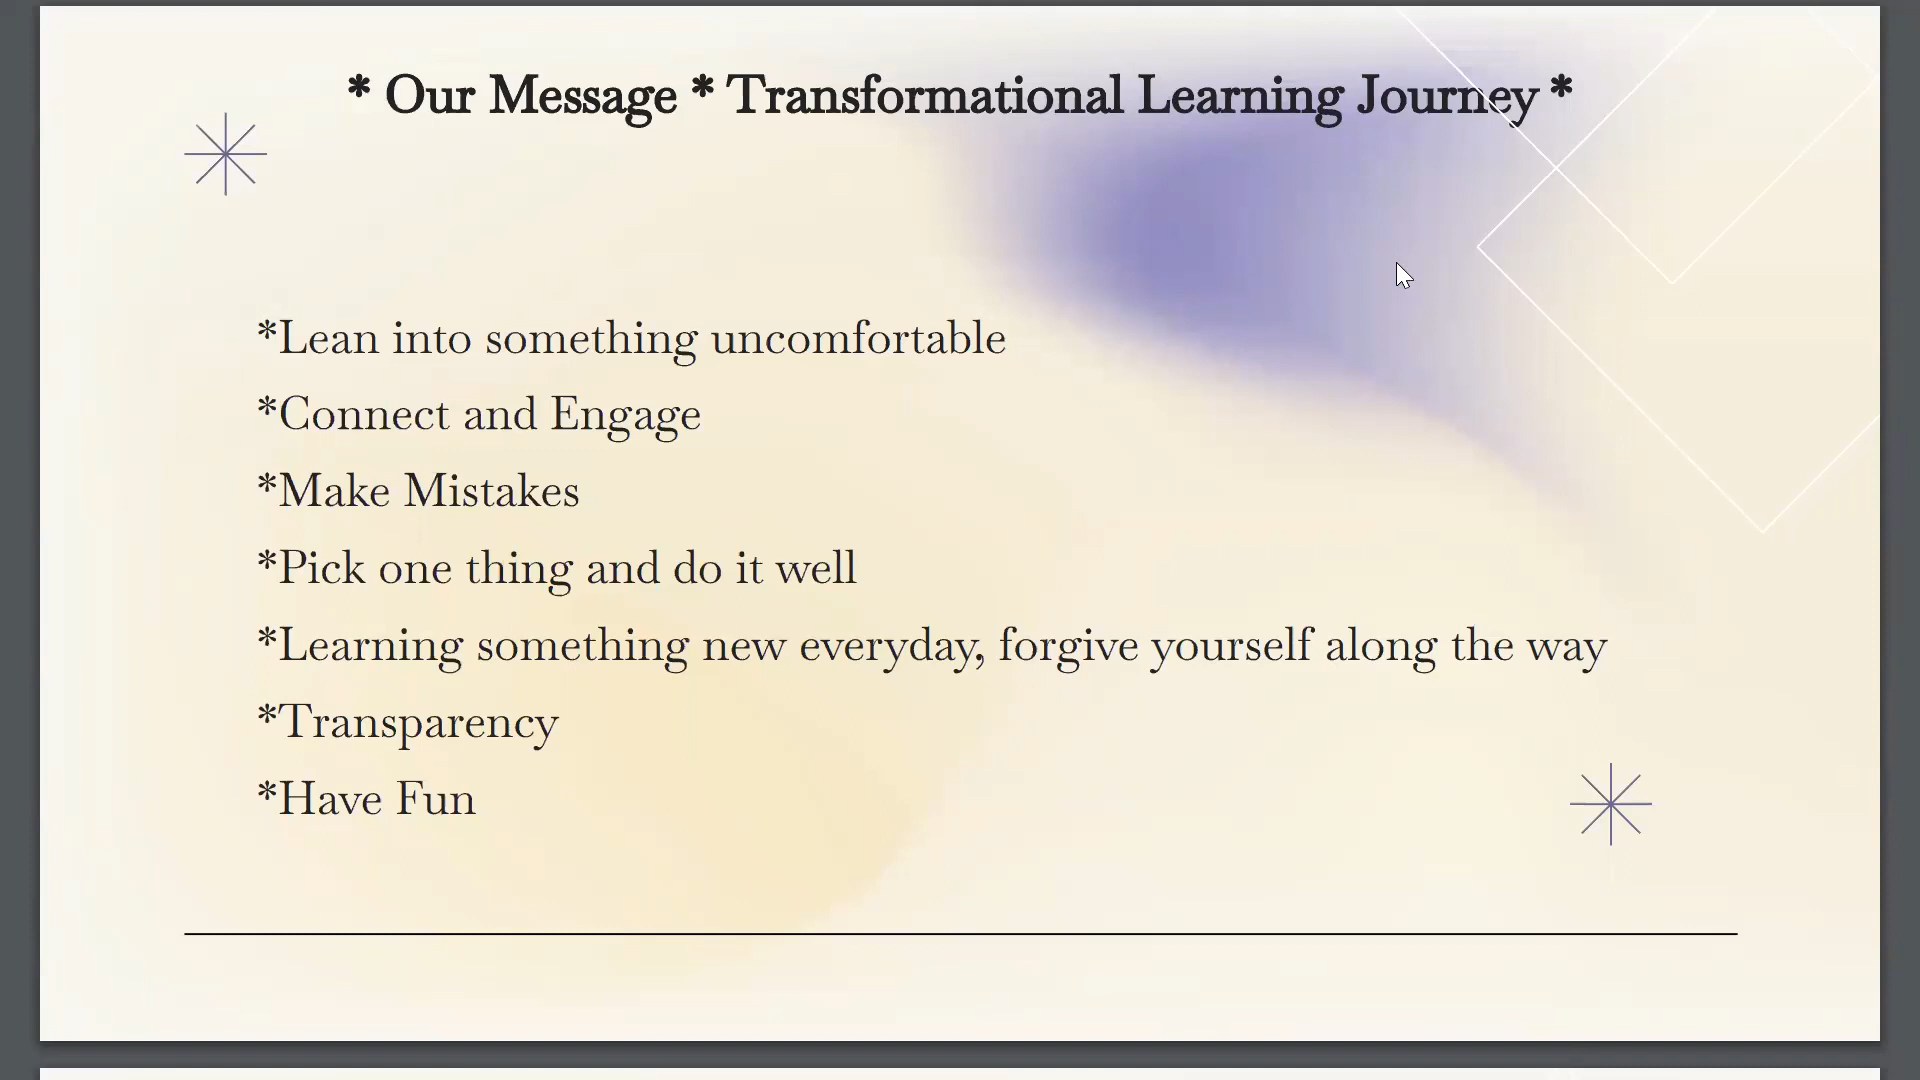 * Our Message * Transformational Learning Journey *
*Lean into something uncomfortable
*Connect and Engage
*Make Mistakes
*Pick one thing and do it well
*Learning something new everyday, forgive yourself along the way
*Transparency
*Have Fun